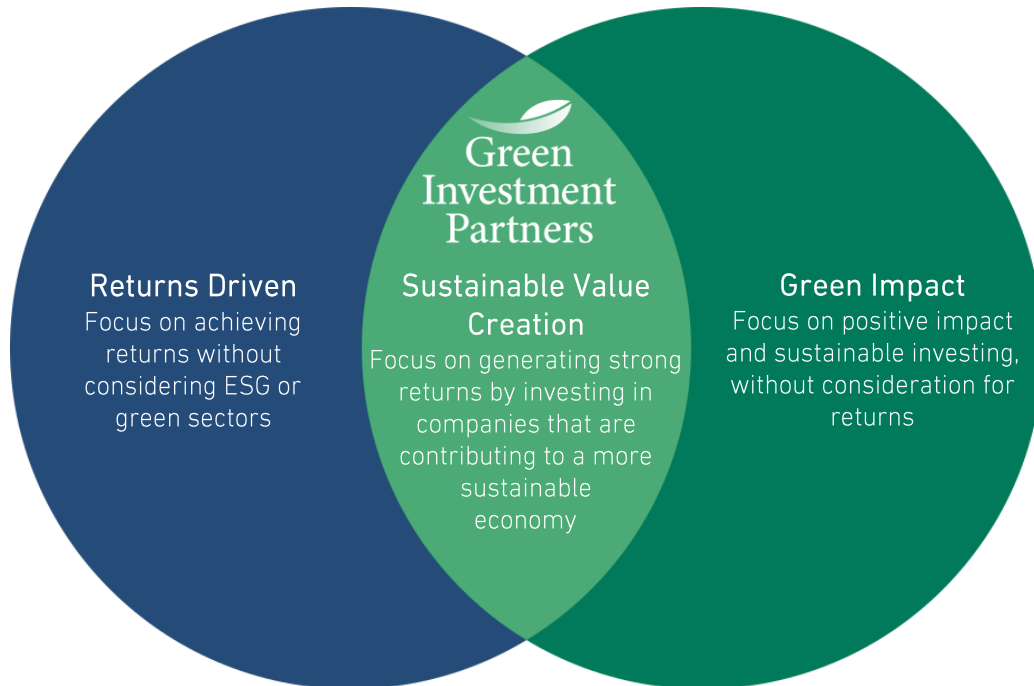 Green
Investment
Partners
Returns Driven
Focus on achieving
returns without
considering ESG or
green sectors
Sustainable Value
Creation
Focus on generating strong
returns by investing in
companies that are
contributing to a more
sustainable
economy
Green Impact
Focus on positive impact
and sustainable investing,
without consideration for
returns